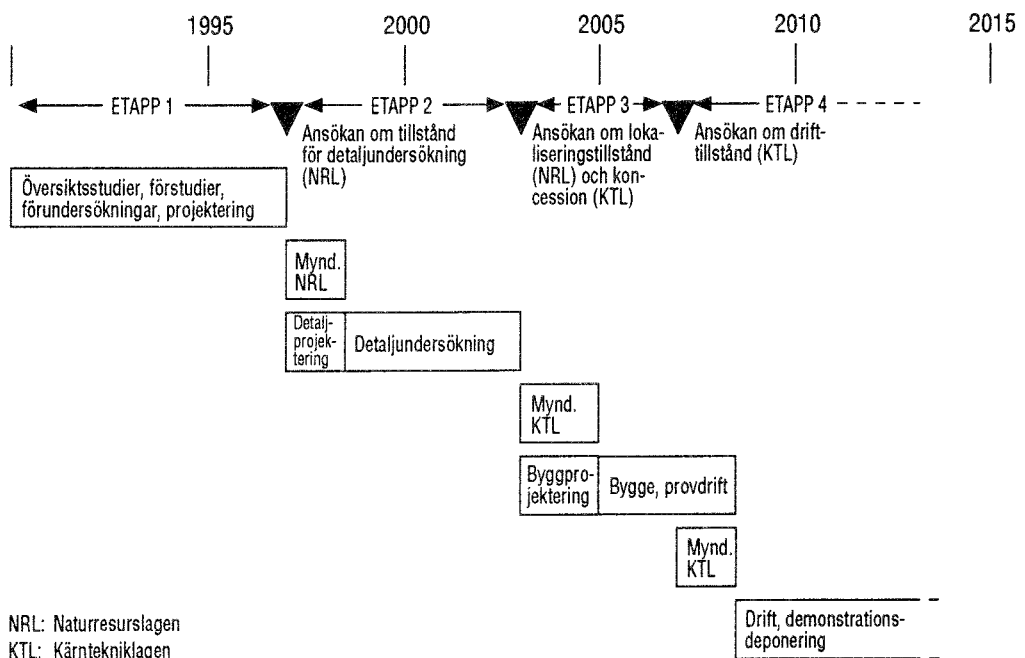 1995 2000 2005 2010 2015
ETAPP 1 ETAPP 2 ETAPP 3 ETAPP 4
Ansökan om tillstånd
för detaljundersökning
(NRL)
Ansökan om loka-
liseringstillstånd
(NRL) och kon-
cession (KTL)
Ansökan om drift-
tillstånd (KTL)
Översiktsstudier, förstudier,
förundersökningar, projektering
Mynd.
NRL
Detalj-
projek-
tering
Detaljundersökning
Mynd.
KTL
Byggpro-
jektering
Bygge, provdrift
Mynd.
KTL
Drift, demonstrations-
deponering
NRL: Naturresurslagen
KTL: Kärntekniklagen